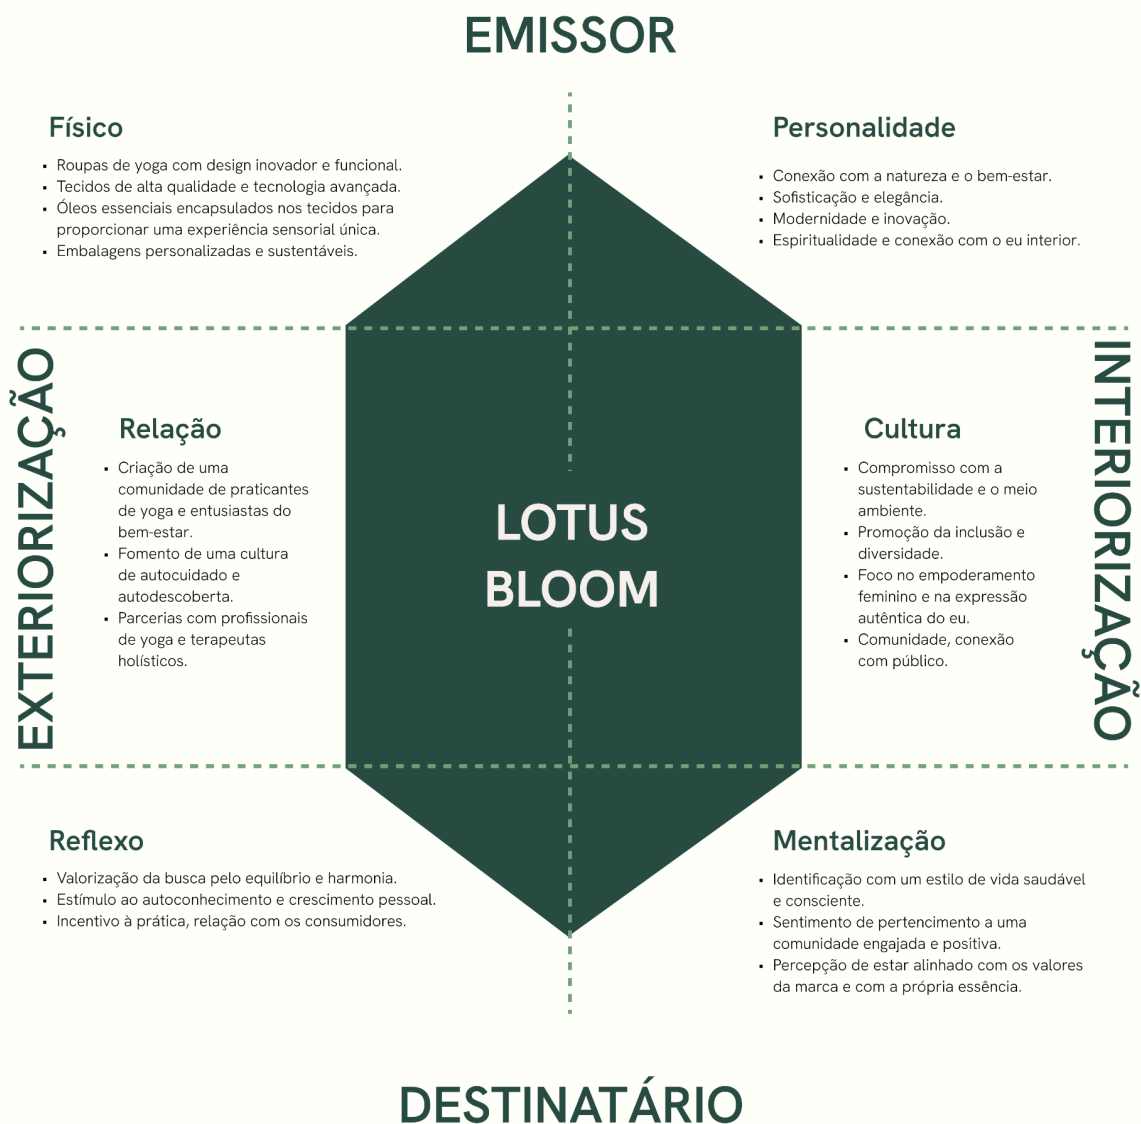 EMISSOR
Físico
▪ Roupas de yoga com design inovador e funcional.
▪ Tecidos de alta qualidade e tecnologia avançada.
▪ Óleos essenciais encapsulados nos tecidos para
proporcionar uma experiência sensorial única.
▪ Embalagens personalizadas e sustentáveis.
Personalidade
▪ Conexão com a natureza e o bem-estar.
▪ Sofisticação e elegância.
▪ Modernidade e inovação.
▪ Espiritualidade e conexão com o eu interior.
EXTERIORIZAÇÃO
Relação
▪ Criação de uma
comunidade de praticantes
de yoga e entusiastas do
bem-estar.
▪ Fomento de uma cultura
de autocuidado e
autodescoberta.
▪ Parcerias com profissionais
de yoga e terapeutas
holísticos.
LOTUS
BLOOM
Cultura
▪ Compromisso com a
sustentabilidade e o meio
ambiente.
▪ Promoção da inclusão e
diversidade.
▪ Foco no empoderamento
feminino e na expressão
autêntica do eu.
▪ Comunidade, conexão
com público.
INTERIORIZAÇÃO
Reflexo
▪ Valorização da busca pelo equilíbrio e harmonia.
▪ Estímulo ao autoconhecimento e crescimento pessoal.
▪ Incentivo à prática, relação com os consumidores.
Mentalização
▪ Identificação com um estilo de vida saudável
e consciente.
▪ Sentimento de pertencimento a uma
comunidade engajada e positiva.
▪ Percepção de estar alinhado com os valores
da marca e com a própria essência.
DESTINATÁRIO